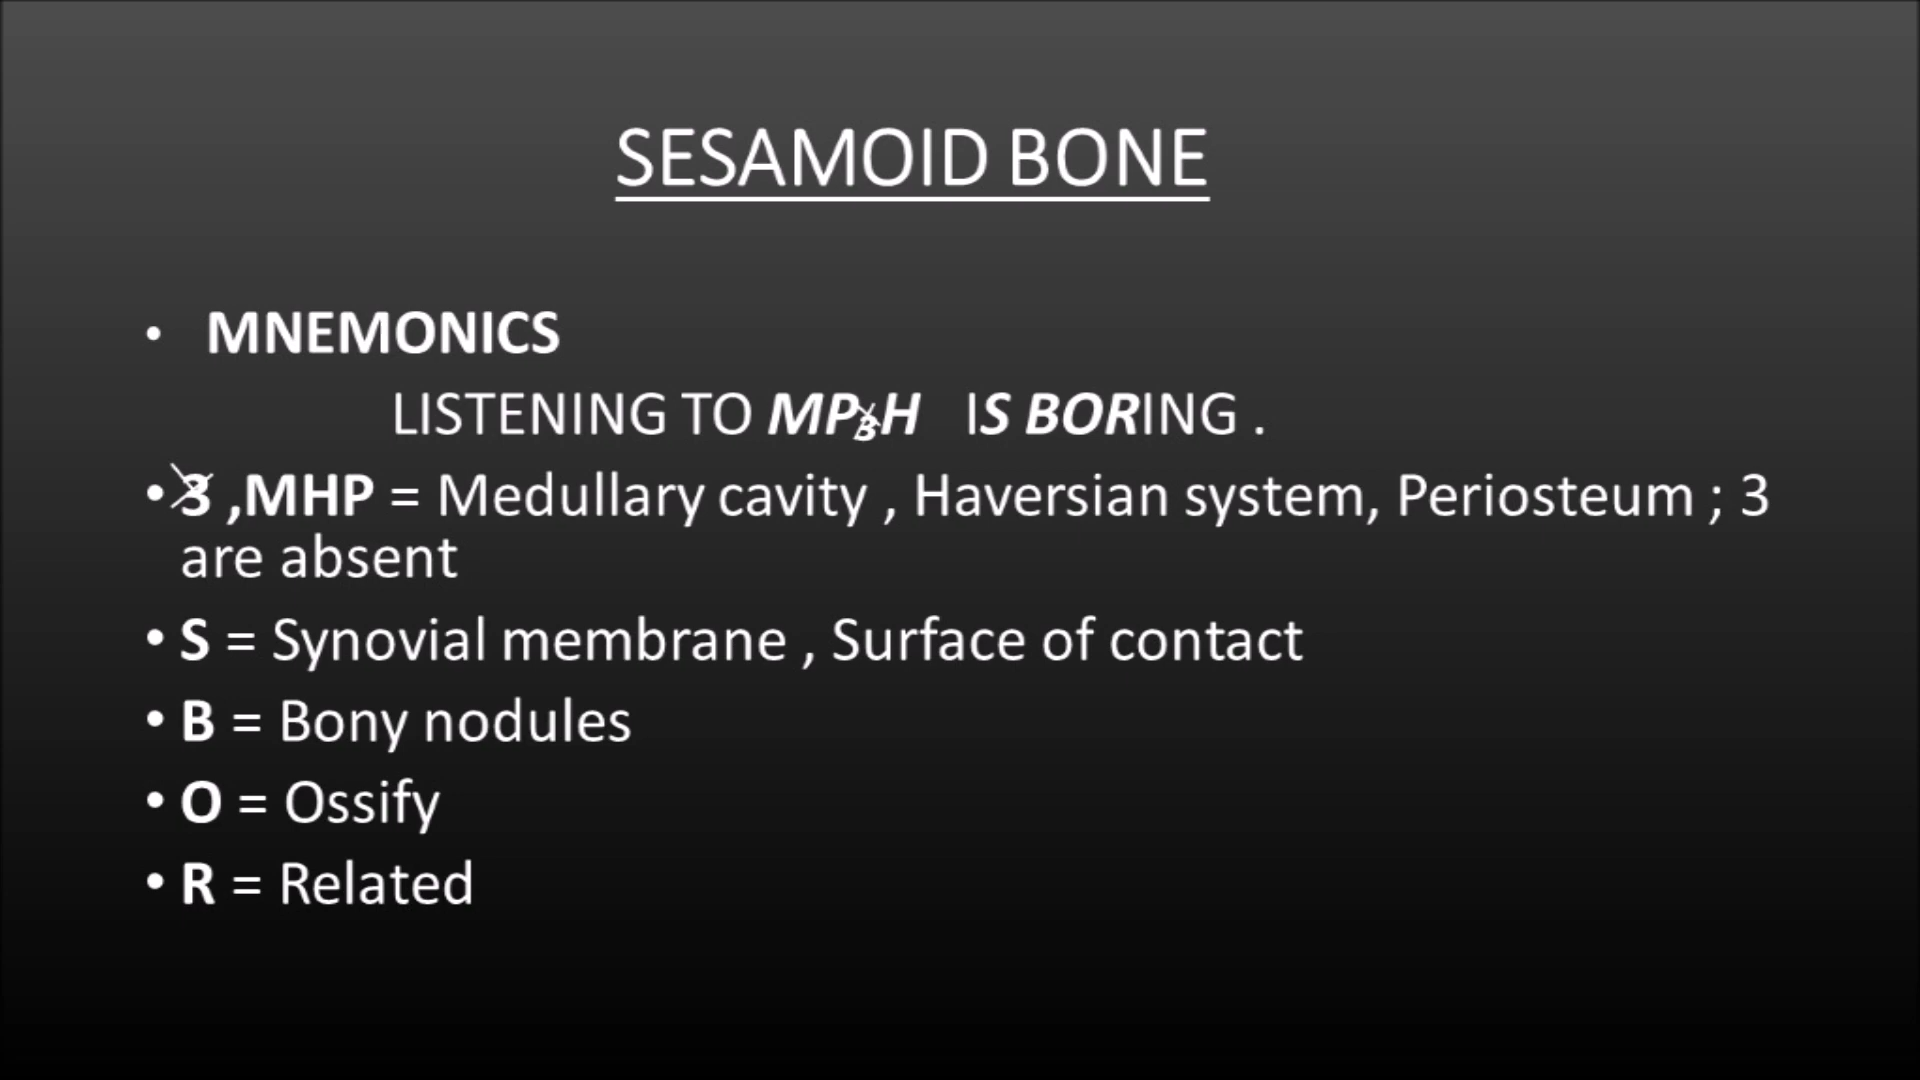 SESAMOID BONE
• MNEMONICS
LISTENING TO MP3H IS BORING .
• 3 ,MHP = Medullary cavity , Haversian system, Periosteum ; 3
are absent
• S = Synovial membrane , Surface of contact
• B = Bony nodules
• O = Ossify
• R = Related